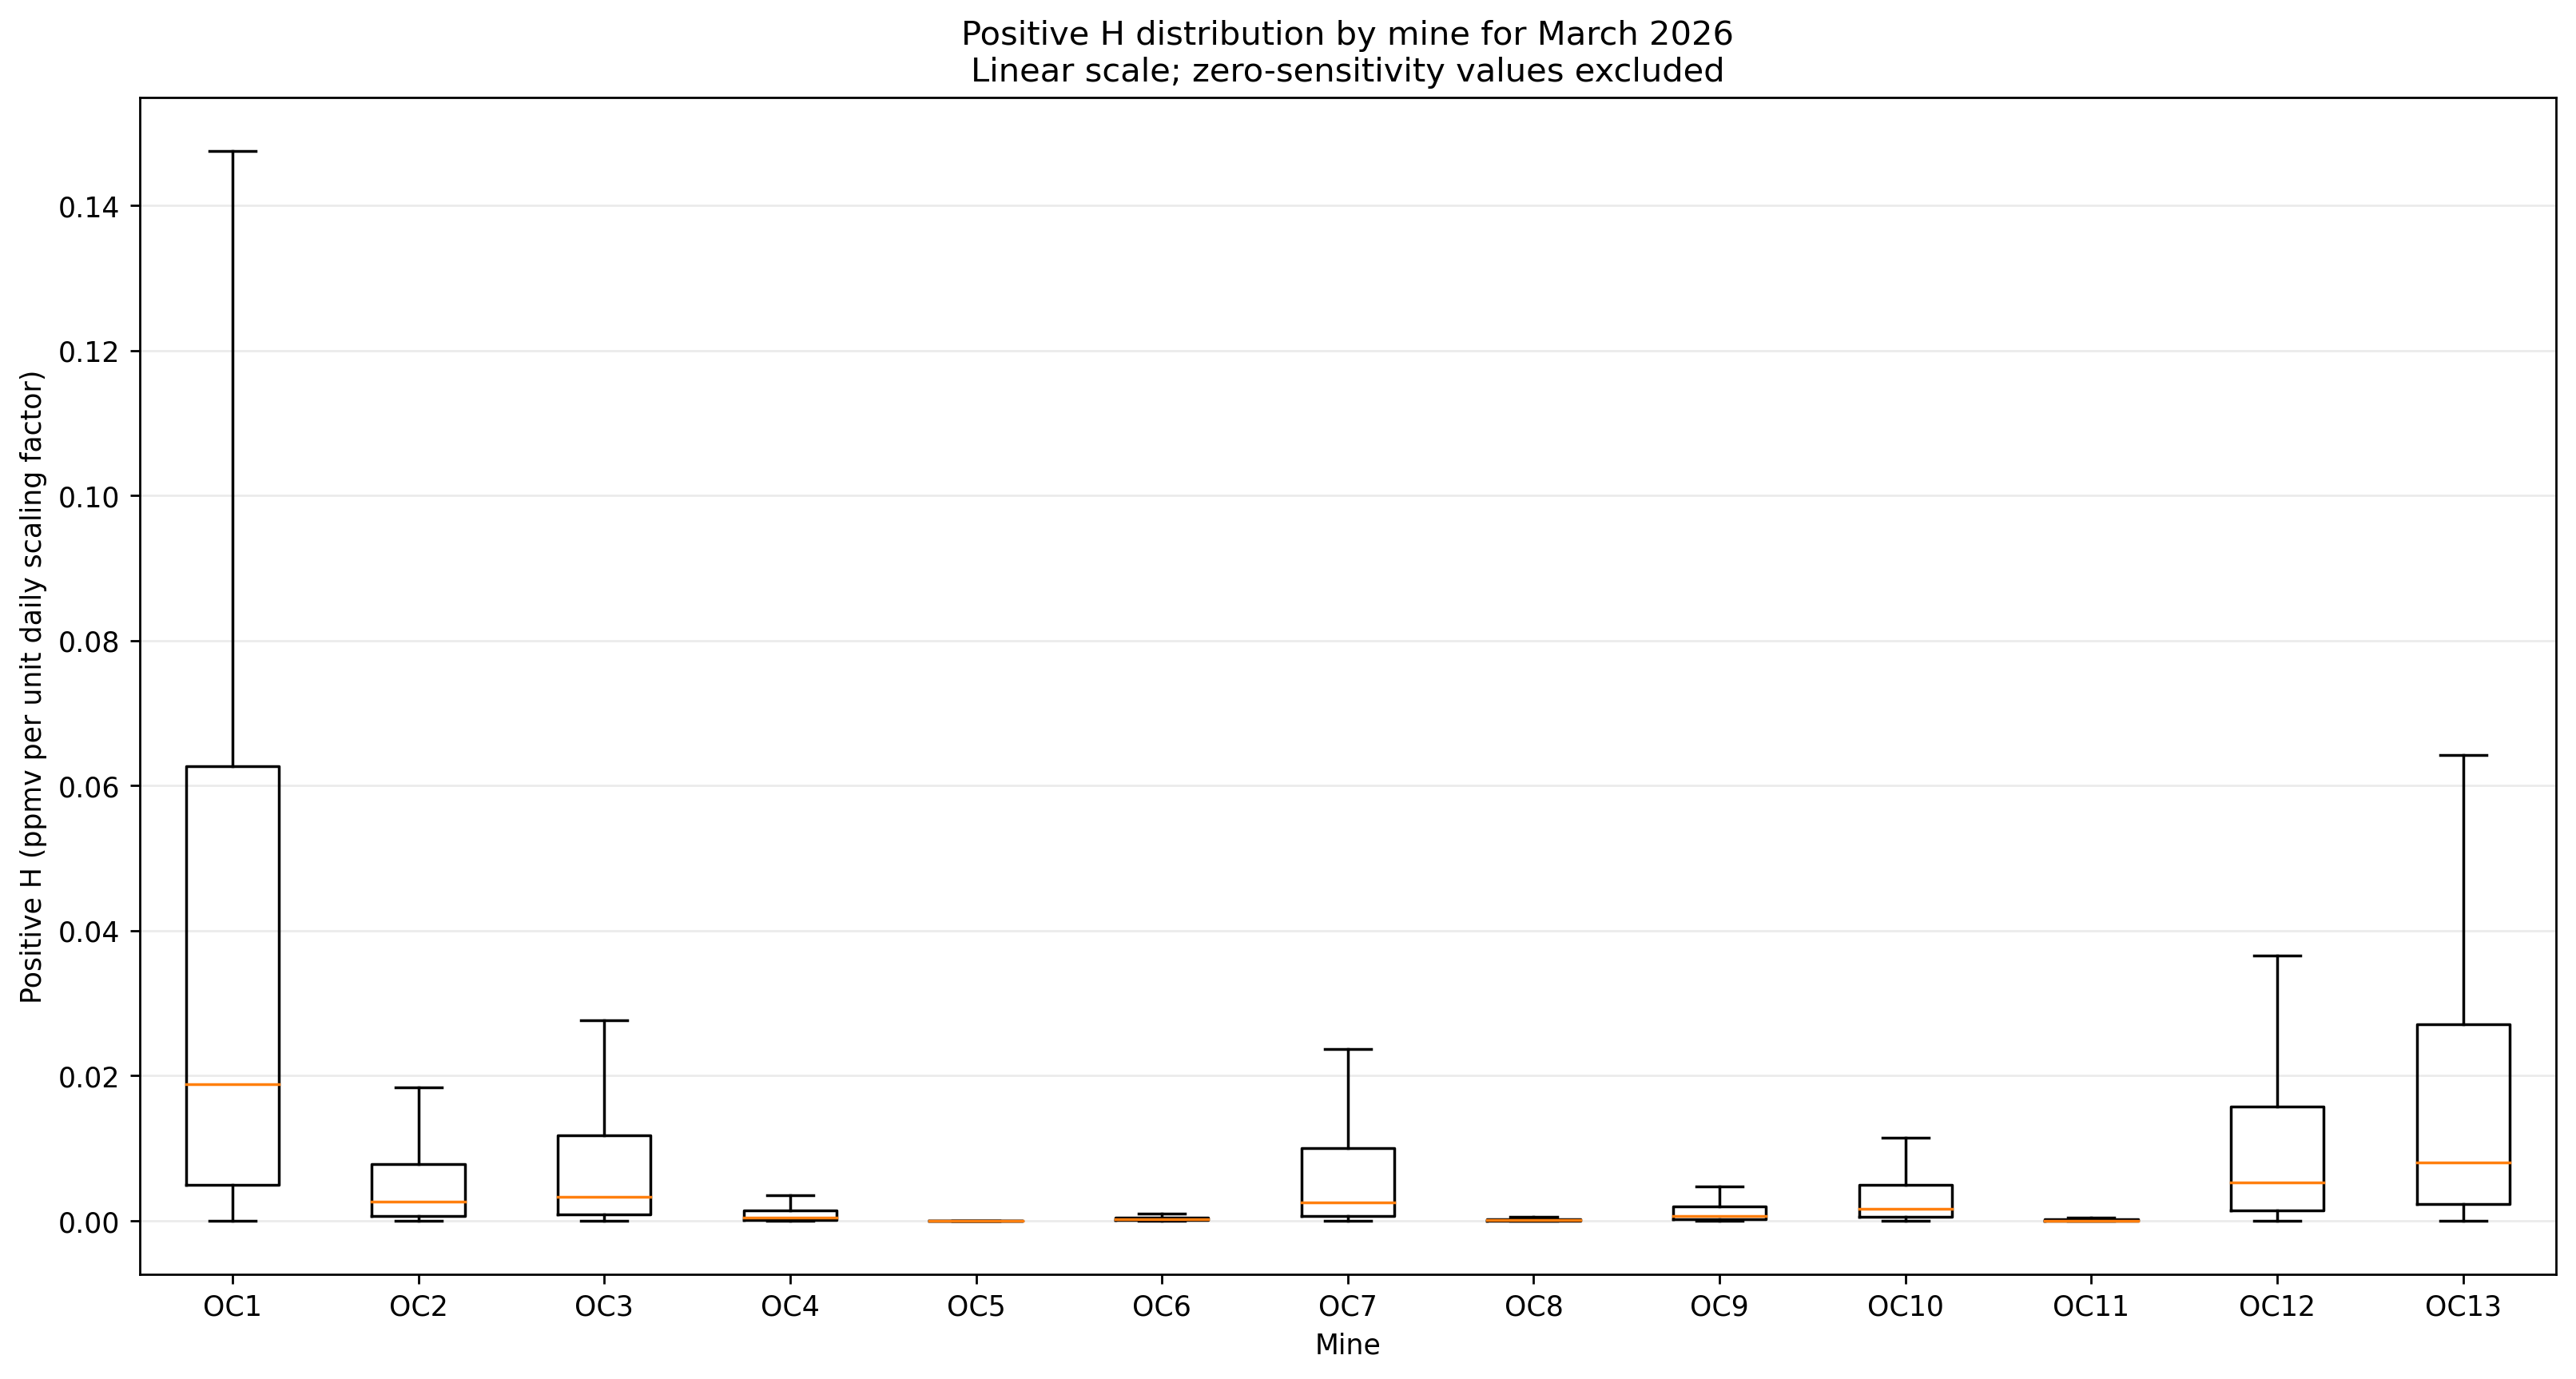 Positive H distribution by mine for March 2026
Linear scale; zero-sensitivity values excluded
Positive H (ppmv per unit daily scaling factor)
0.14
0.12
0.10
0.08
0.06
0.04
0.02
0.00
OC1 OC2 OC3 OC4 OC5 OC6 OC7 OC8 OC9 OC10 OC11 OC12 OC13
Mine